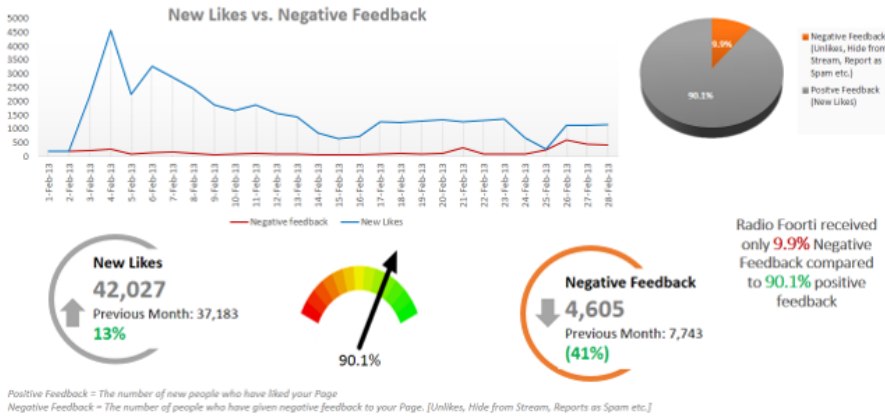 New Likes vs. Negative Feedback
5000
4500
4000
3500
3000
2500
2000
1500
1000
500
0
1-Feb-13
2-Feb-13
3-Feb-13
4-Feb-13
5-Feb-13
6-Feb-13
7-Feb-13
8-Feb-13
9-Feb-13
10-Feb-13
11-Feb-13
12-Feb-13
13-Feb-13
14-Feb-13
15-Feb-13
16-Feb-13
17-Feb-13
18-Feb-13
19-Feb-13
20-Feb-13
21-Feb-13
22-Feb-13
23-Feb-13
24-Feb-13
25-Feb-13
26-Feb-13
27-Feb-13
28-Feb-13
Negative feedback
New Likes
9.9%
90.1%
Negative Feedback
(Unlikes, Hide from
Stream, Report as
Spam etc.)
Positive Feedback
(New Likes)
New Likes
42,027
Previous Month: 37,183
13%
90.1%
Negative Feedback
4,605
Previous Month: 7,743
(41%)
Radio Foorti received
only 9.9% Negative
Feedback compared
to 90.1% positive
feedback
Positive Feedback = The number of new people who have liked your Page
Negative Feedback = The number of people who have given negative feedback to your Page. [Unlikes, Hide from Stream, Reports as Spam etc.]